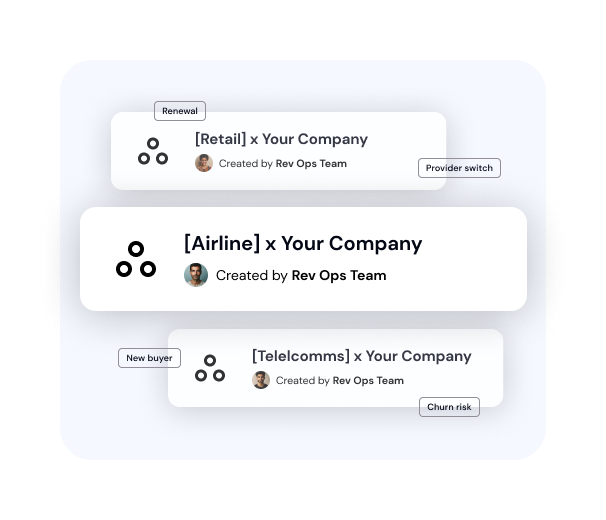 Renewal
[Retail] x Your Company
Created by Rev Ops Team
Provider switch
[Airline] x Your Company
Created by Rev Ops Team
New buyer
[Telelcomms] x Your Company
Created by Rev Ops Team
Churn risk